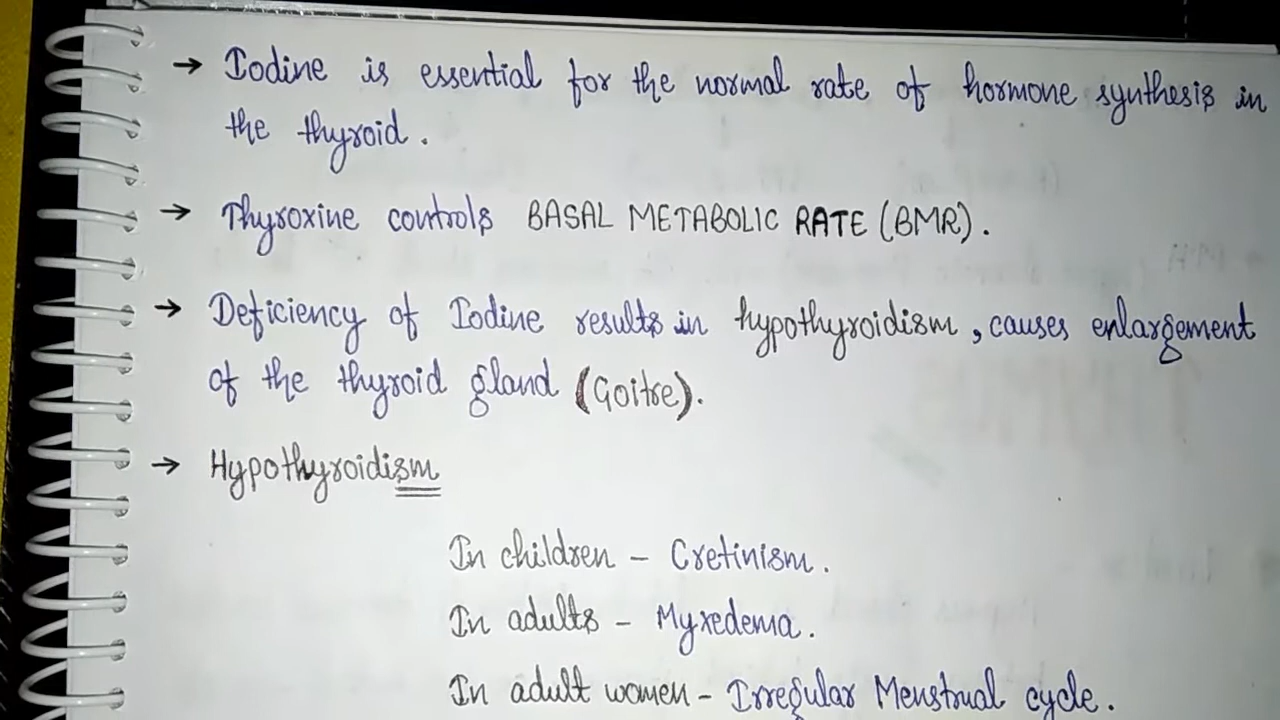 → Iodine is essential for the normal rate of hormone synthesis in
the thyroid.
→ Thyroxine controls BASAL METABOLIC RATE (BMR).
→ Deficiency of Iodine results in hypothyroidism, causes enlargement
of the thyroid gland (Goitre).
→ Hypothyroidism
In children - Cretinism.
In adults - Myxedema.
In adult women - Irregular Menstrual cycle.